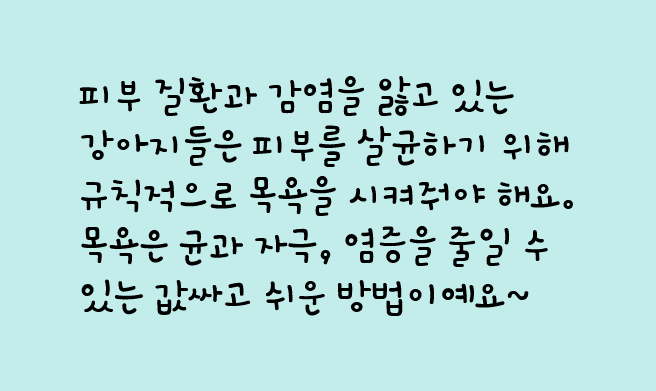 피부 질환과 감염을 앓고 있는
강아지들은 피부를 살균하기 위해
규칙적으로 목욕을 시켜줘야 해요.
목욕은 균과 자극, 염증을 줄일 수
있는 값싸고 쉬운 방법이예요~